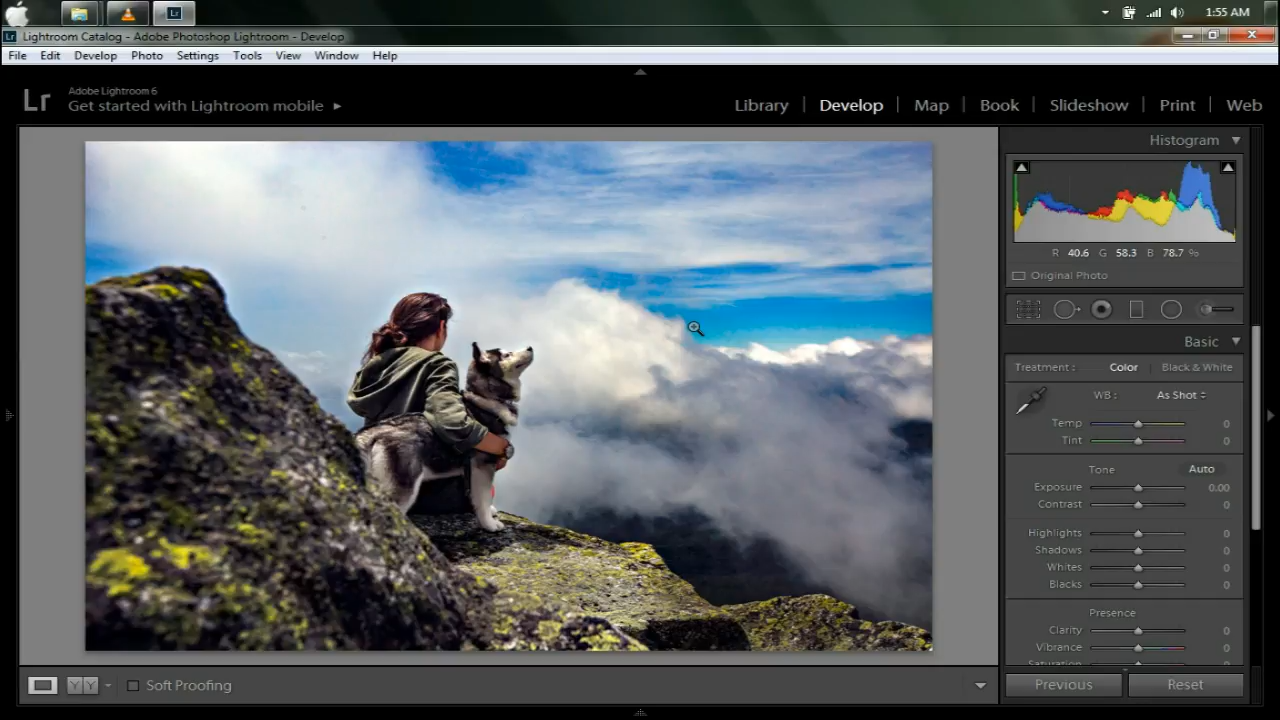 1:55 AM
Lr
Lr Lightroom Catalog - Adobe Photoshop Lightroom - Develop
File Edit Develop Photo Settings Tools View Window Help
Lr
Adobe Lightroom 6
Get started with Lightroom mobile
Library Develop Map Book Slideshow Print Web
Histogram
R 40.6 G 58.3 B 78.7 %
Original Photo
Basic
Treatment : Color Black & White
WB : As Shot
Temp 0
Tint 0
Tone Auto
Exposure 0.00
Contrast 0
Highlights 0
Shadows 0
Whites 0
Blacks 0
Presence
Clarity 0
Vibrance 0
Saturation
Y Y Soft Proofing
Previous Reset